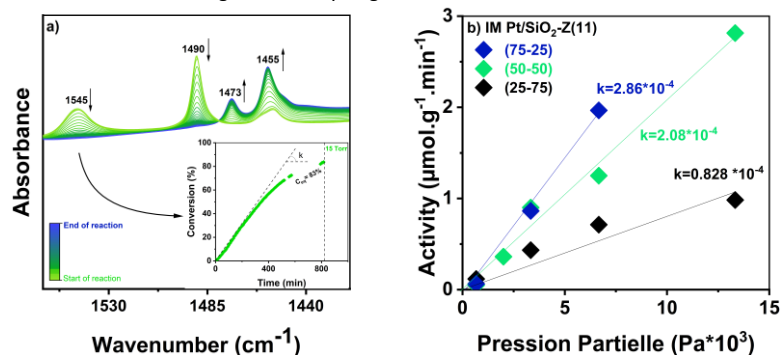 a)
1490
1455
1545
1473
Absorbance
End of reaction
Start of reaction
Conversion (%)
100
80
60
40
20
0
0
400
800
Time (min)
k
15 Torr
1530
1485
1440
Wavenumber (cm⁻¹)
b) IM Pt/SiO₂-Z(11)
(75-25)
(50-50)
(25-75)
k=2.86*10⁻⁴
k=2.08*10⁻⁴
k=0.828 *10⁻⁴
Activity (µmol.g⁻¹.min⁻¹)
3
2
1
0
0
5
10
15
Pression Partielle (Pa*10³)